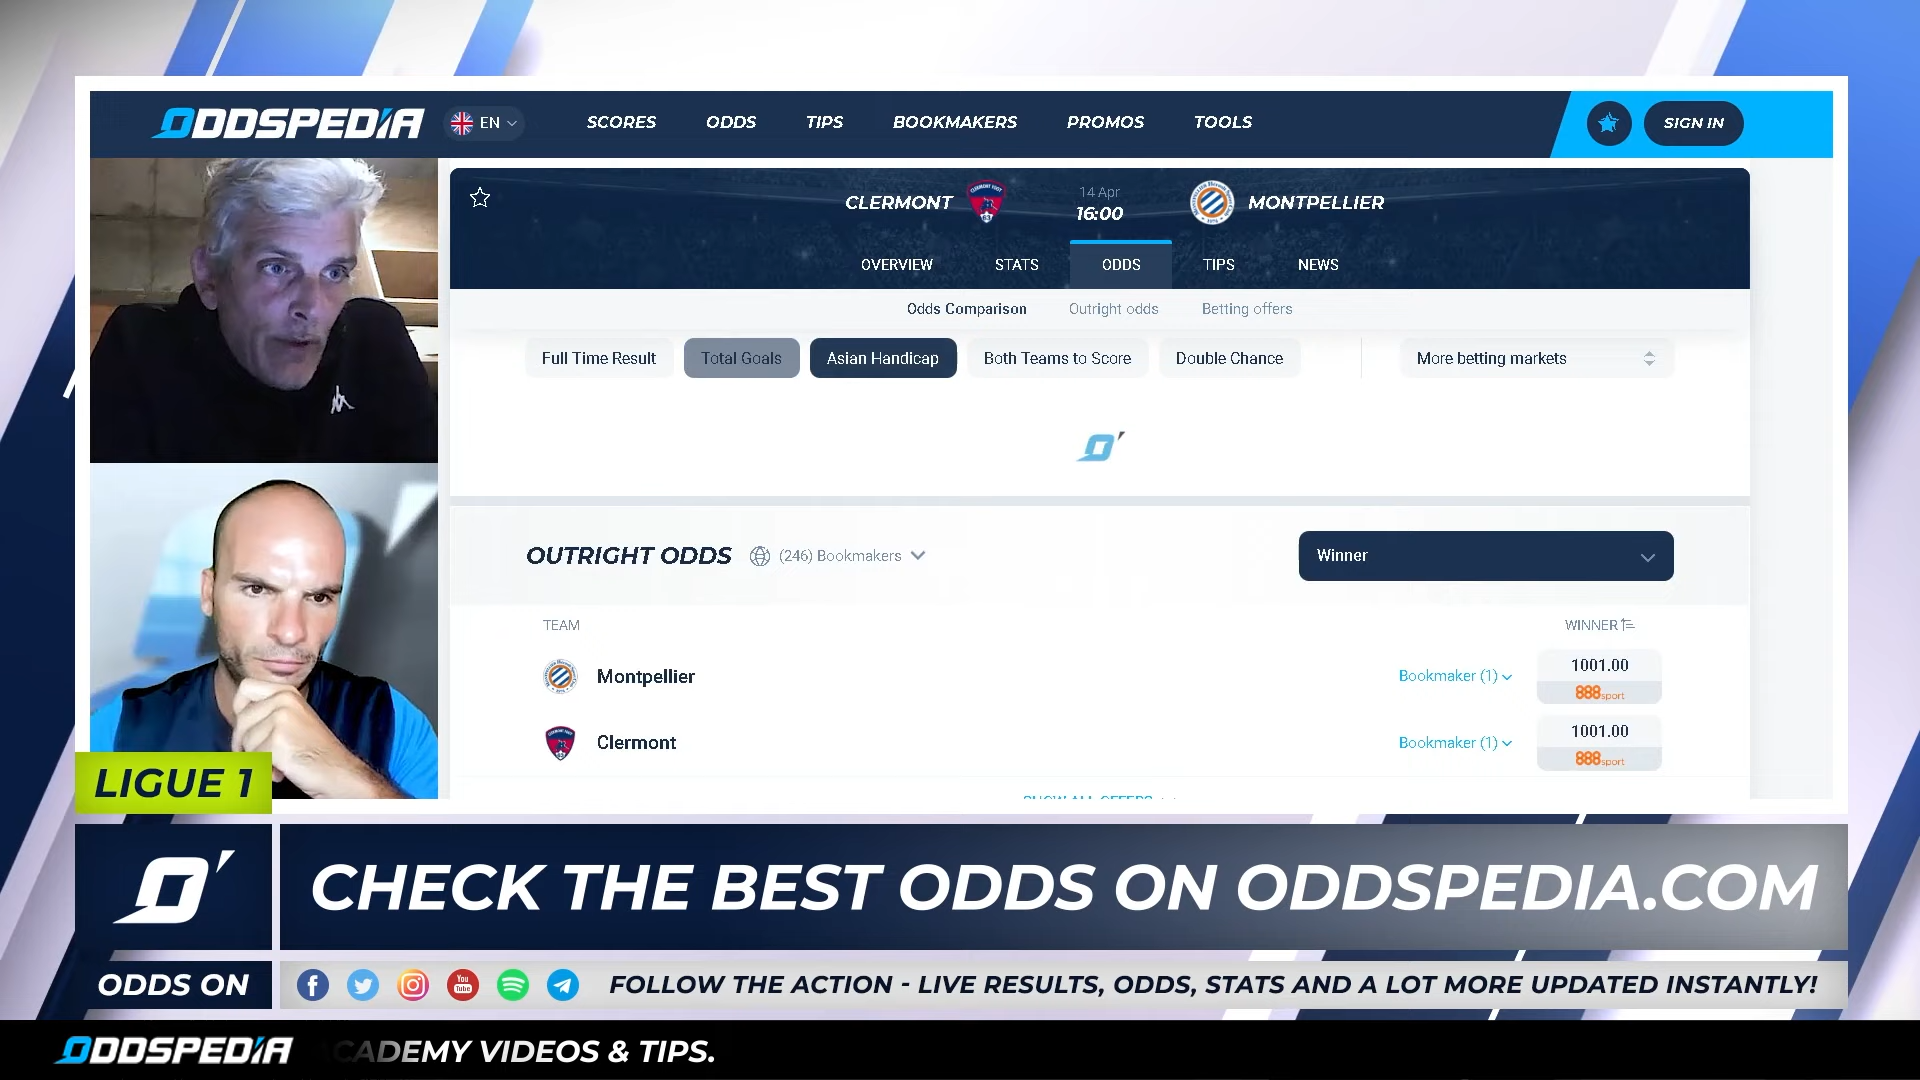 ODDSPEDIA
EN
SCORES
ODDS
TIPS
BOOKMAKERS
PROMOS
TOOLS
SIGN IN
CLERMONT
14 Apr
16:00
MONTPELLIER
OVERVIEW
STATS
ODDS
TIPS
NEWS
Odds Comparison
Outright odds
Betting offers
Full Time Result
Total Goals
Asian Handicap
Both Teams to Score
Double Chance
More betting markets
OUTRIGHT ODDS
(246) Bookmakers
Winner
TEAM
WINNER
Montpellier
Bookmaker (1)
1001.00
888sport
Clermont
Bookmaker (1)
1001.00
888sport
SHOW ALL OFFERS
LIGUE 1
CHECK THE BEST ODDS ON ODDSPEDIA.COM
ODDS ON
FOLLOW THE ACTION - LIVE RESULTS, ODDS, STATS AND A LOT MORE UPDATED INSTANTLY!
ODDSPEDIA
ACADEMY VIDEOS & TIPS.